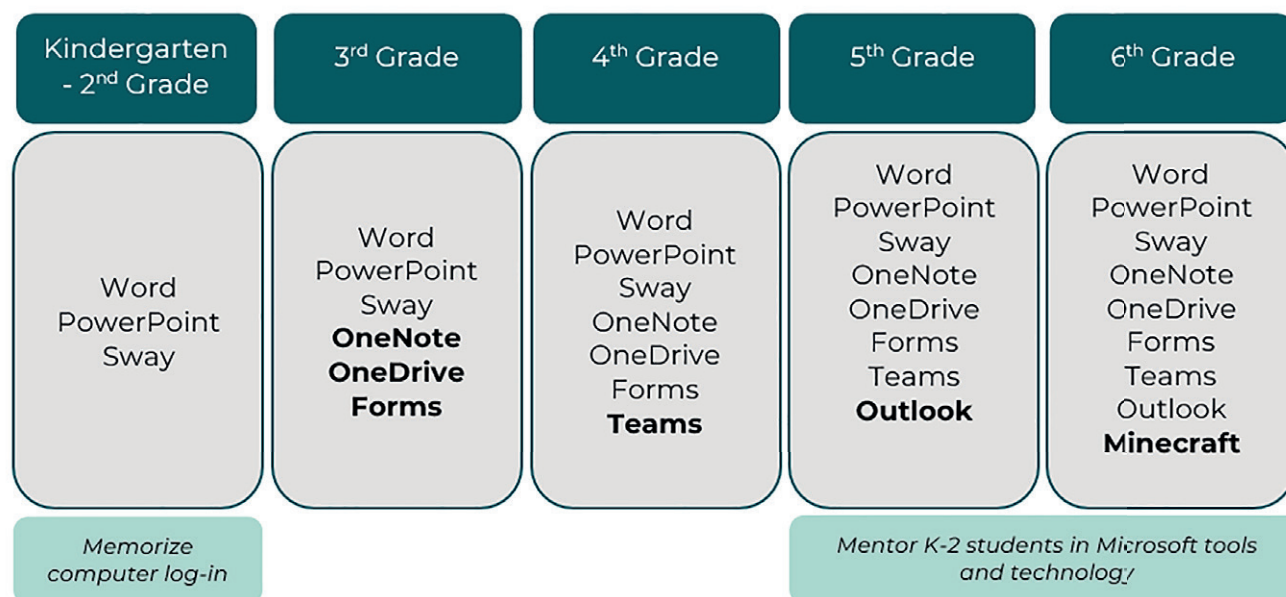 Kindergarten
- 2nd Grade
3rd Grade
4th Grade
5th Grade
6th Grade
Word
PowerPoint
Sway
Word
PowerPoint
Sway
OneNote
OneDrive
Forms
Word
PowerPoint
Sway
OneNote
OneDrive
Forms
Teams
Word
PowerPoint
Sway
OneNote
OneDrive
Forms
Teams
Outlook
Word
PowerPoint
Sway
OneNote
OneDrive
Forms
Teams
Outlook
Minecraft
Memorize
computer log-in
Mentor K-2 students in Microsoft tools
and technology